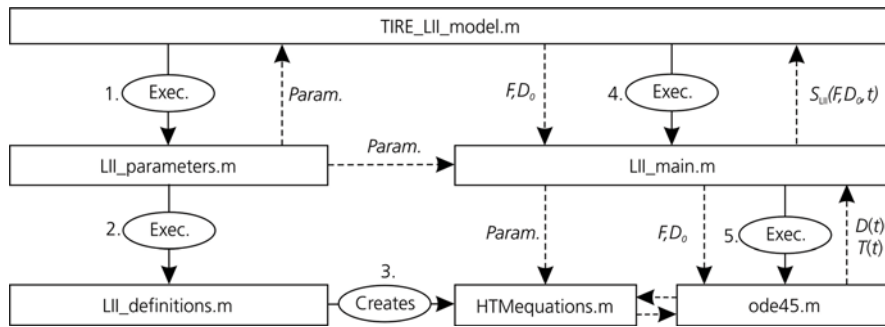 TIRE_LII_model.m
1. Exec.
Param.
F,D₀
4. Exec.
S_LII(F,D₀,t)
LII_parameters.m
Param.
LII_main.m
2. Exec.
Param.
F,D₀
5. Exec.
D(t)
T(t)
LII_definitions.m
3.
Creates
HTMequations.m
ode45.m